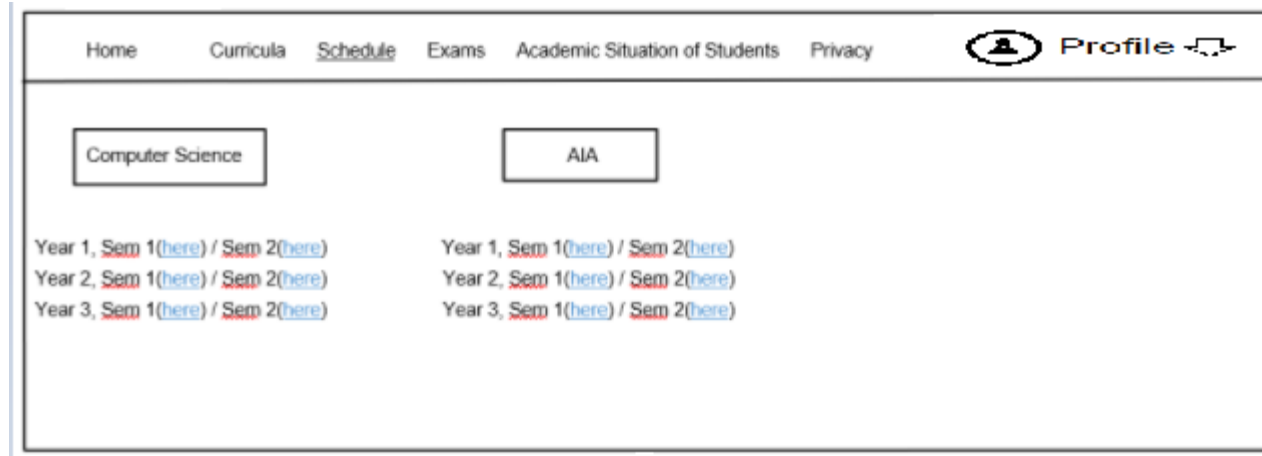 Home Curricula Schedule Exams Academic Situation of Students Privacy Profile
Computer Science AIA
Year 1, Sem 1(here) / Sem 2(here) Year 1, Sem 1(here) / Sem 2(here)
Year 2, Sem 1(here) / Sem 2(here) Year 2, Sem 1(here) / Sem 2(here)
Year 3, Sem 1(here) / Sem 2(here) Year 3, Sem 1(here) / Sem 2(here)